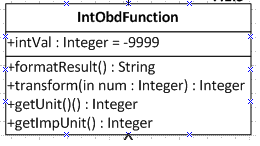 IntObdFunction
+intVal : Integer = -9999
+formatResult() : String
+transform(in num : Integer) : Integer
+getUnit()() : Integer
+getImpUnit() : Integer